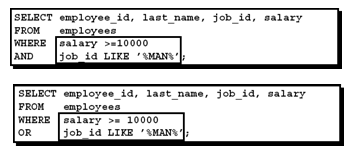 SELECT employee_id, last_name, job_id, salary
FROM employees
WHERE salary >=10000
AND job_id LIKE '%MAN%';
SELECT employee_id, last_name, job_id, salary
FROM employees
WHERE salary >= 10000
OR job_id LIKE '%MAN%';